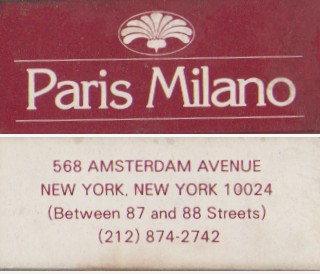 Paris Milano
568 AMSTERDAM AVENUE
NEW YORK, NEW YORK 10024
(Between 87 and 88 Streets)
(212) 874-2742